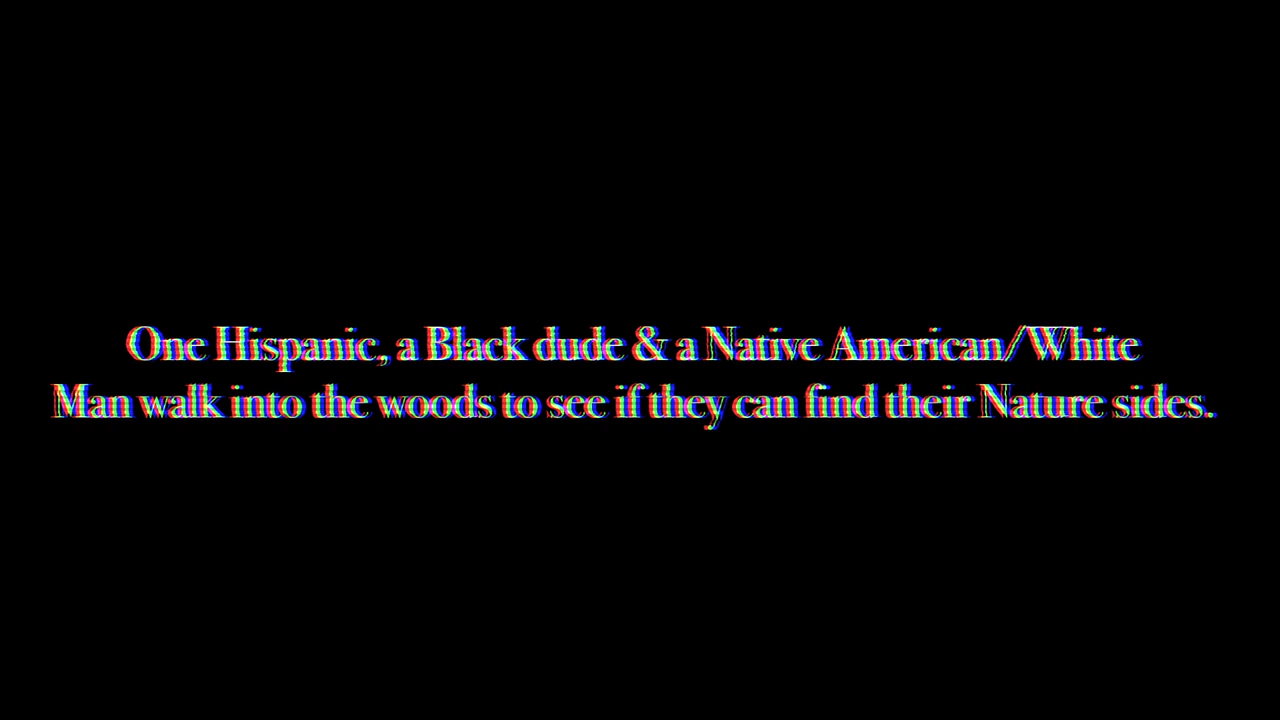 One Hispanic, a Black dude & a Native American/White
Man walk into the woods to see if they can find their Nature sides.